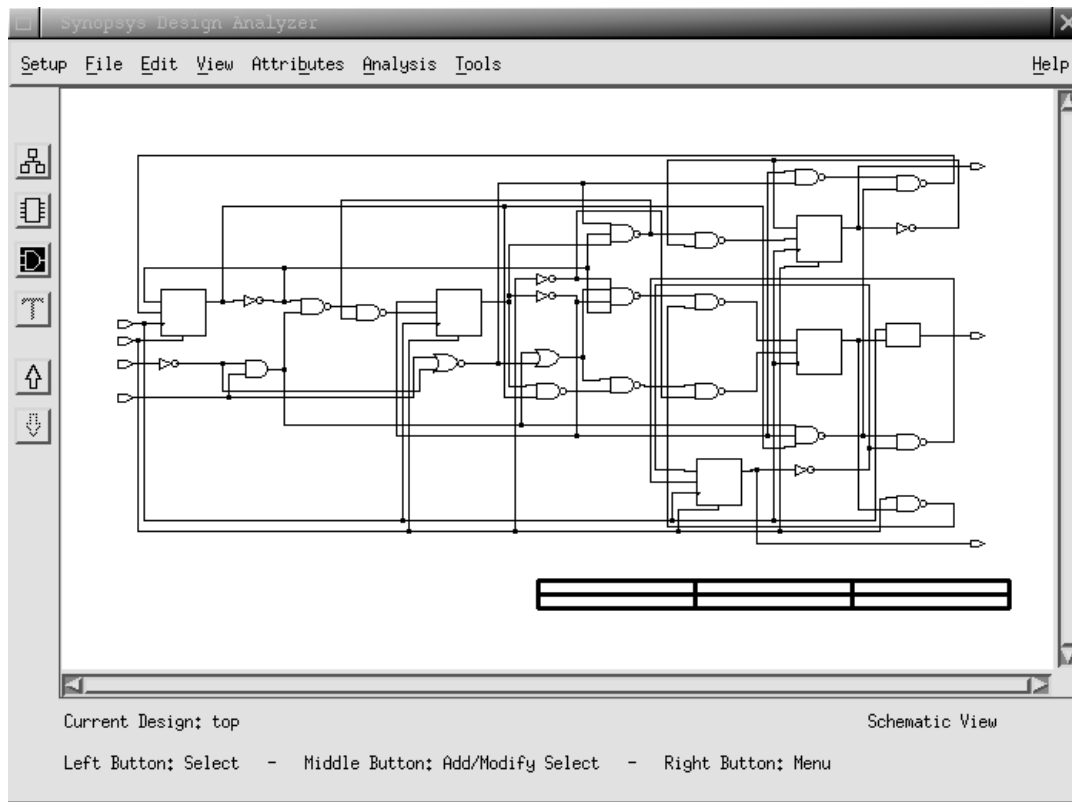 Synopsys Design Analyzer
Setup File Edit View Attributes Analysis Tools Help
Current Design: top Schematic View
Left Button: Select - Middle Button: Add/Modify Select - Right Button: Menu